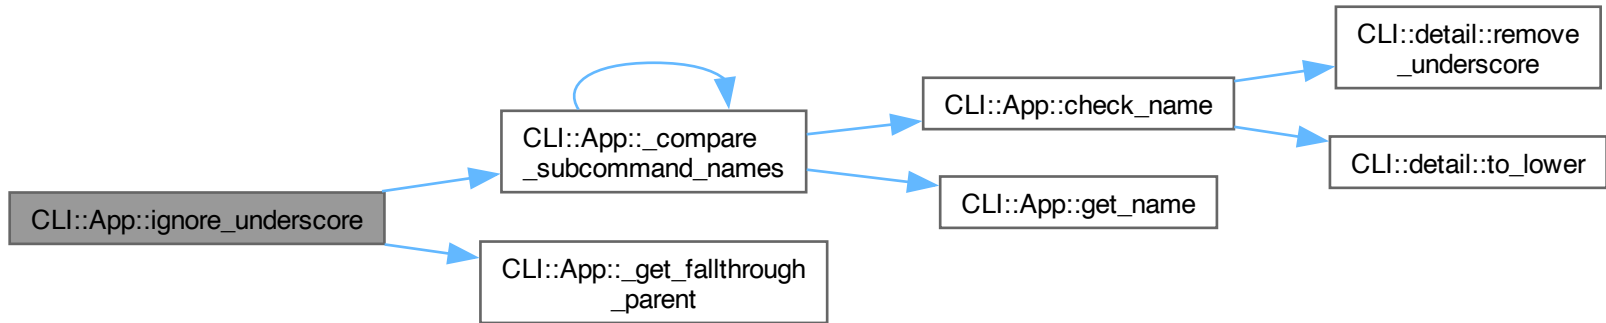 CLI::App::ignore_underscore
CLI::App::_compare
_subcommand_names
CLI::App::_get_fallthrough
_parent
CLI::App::check_name
CLI::App::get_name
CLI::detail::remove
_underscore
CLI::detail::to_lower